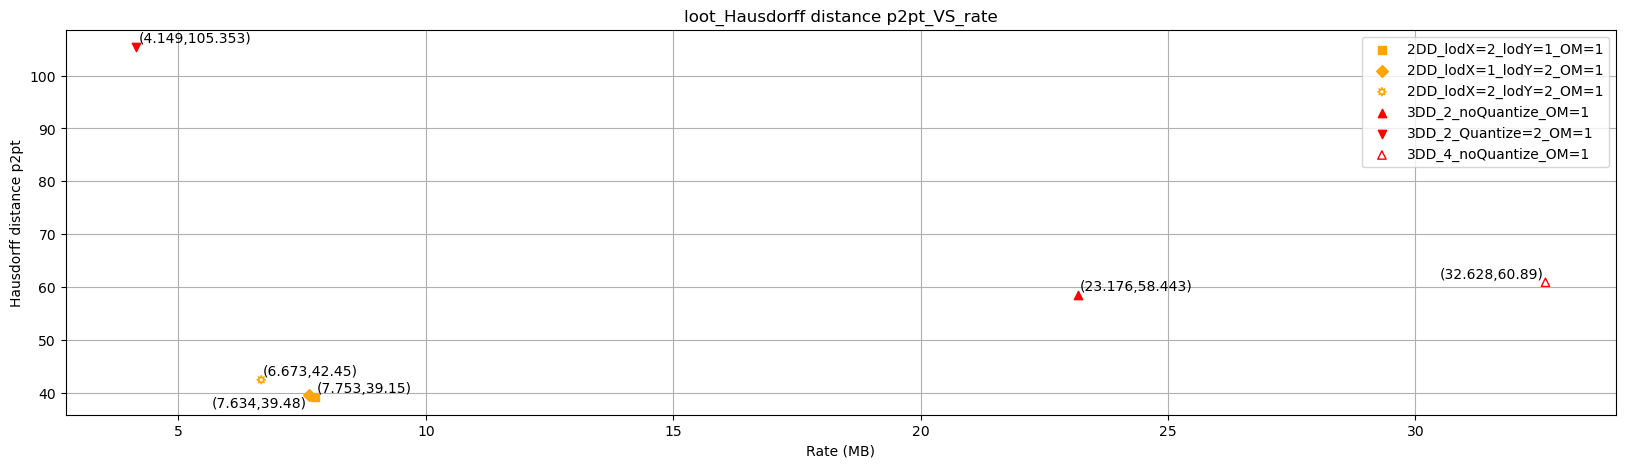 loot_Hausdorff distance p2pt_VS_rate
(4.149,105.353)
2DD_lodX=2_lodY=1_OM=1
2DD_lodX=1_lodY=2_OM=1
2DD_lodX=2_lodY=2_OM=1
3DD_2_noQuantize_OM=1
3DD_2_Quantize=2_OM=1
3DD_4_noQuantize_OM=1
100
90
80
70
60
50
40
Hausdorff distance p2pt
(32.628,60.89)
(23.176,58.443)
(6.673,42.45)
(7.753,39.15)
(7.634,39.48)
5 10 15 20 25 30
Rate (MB)